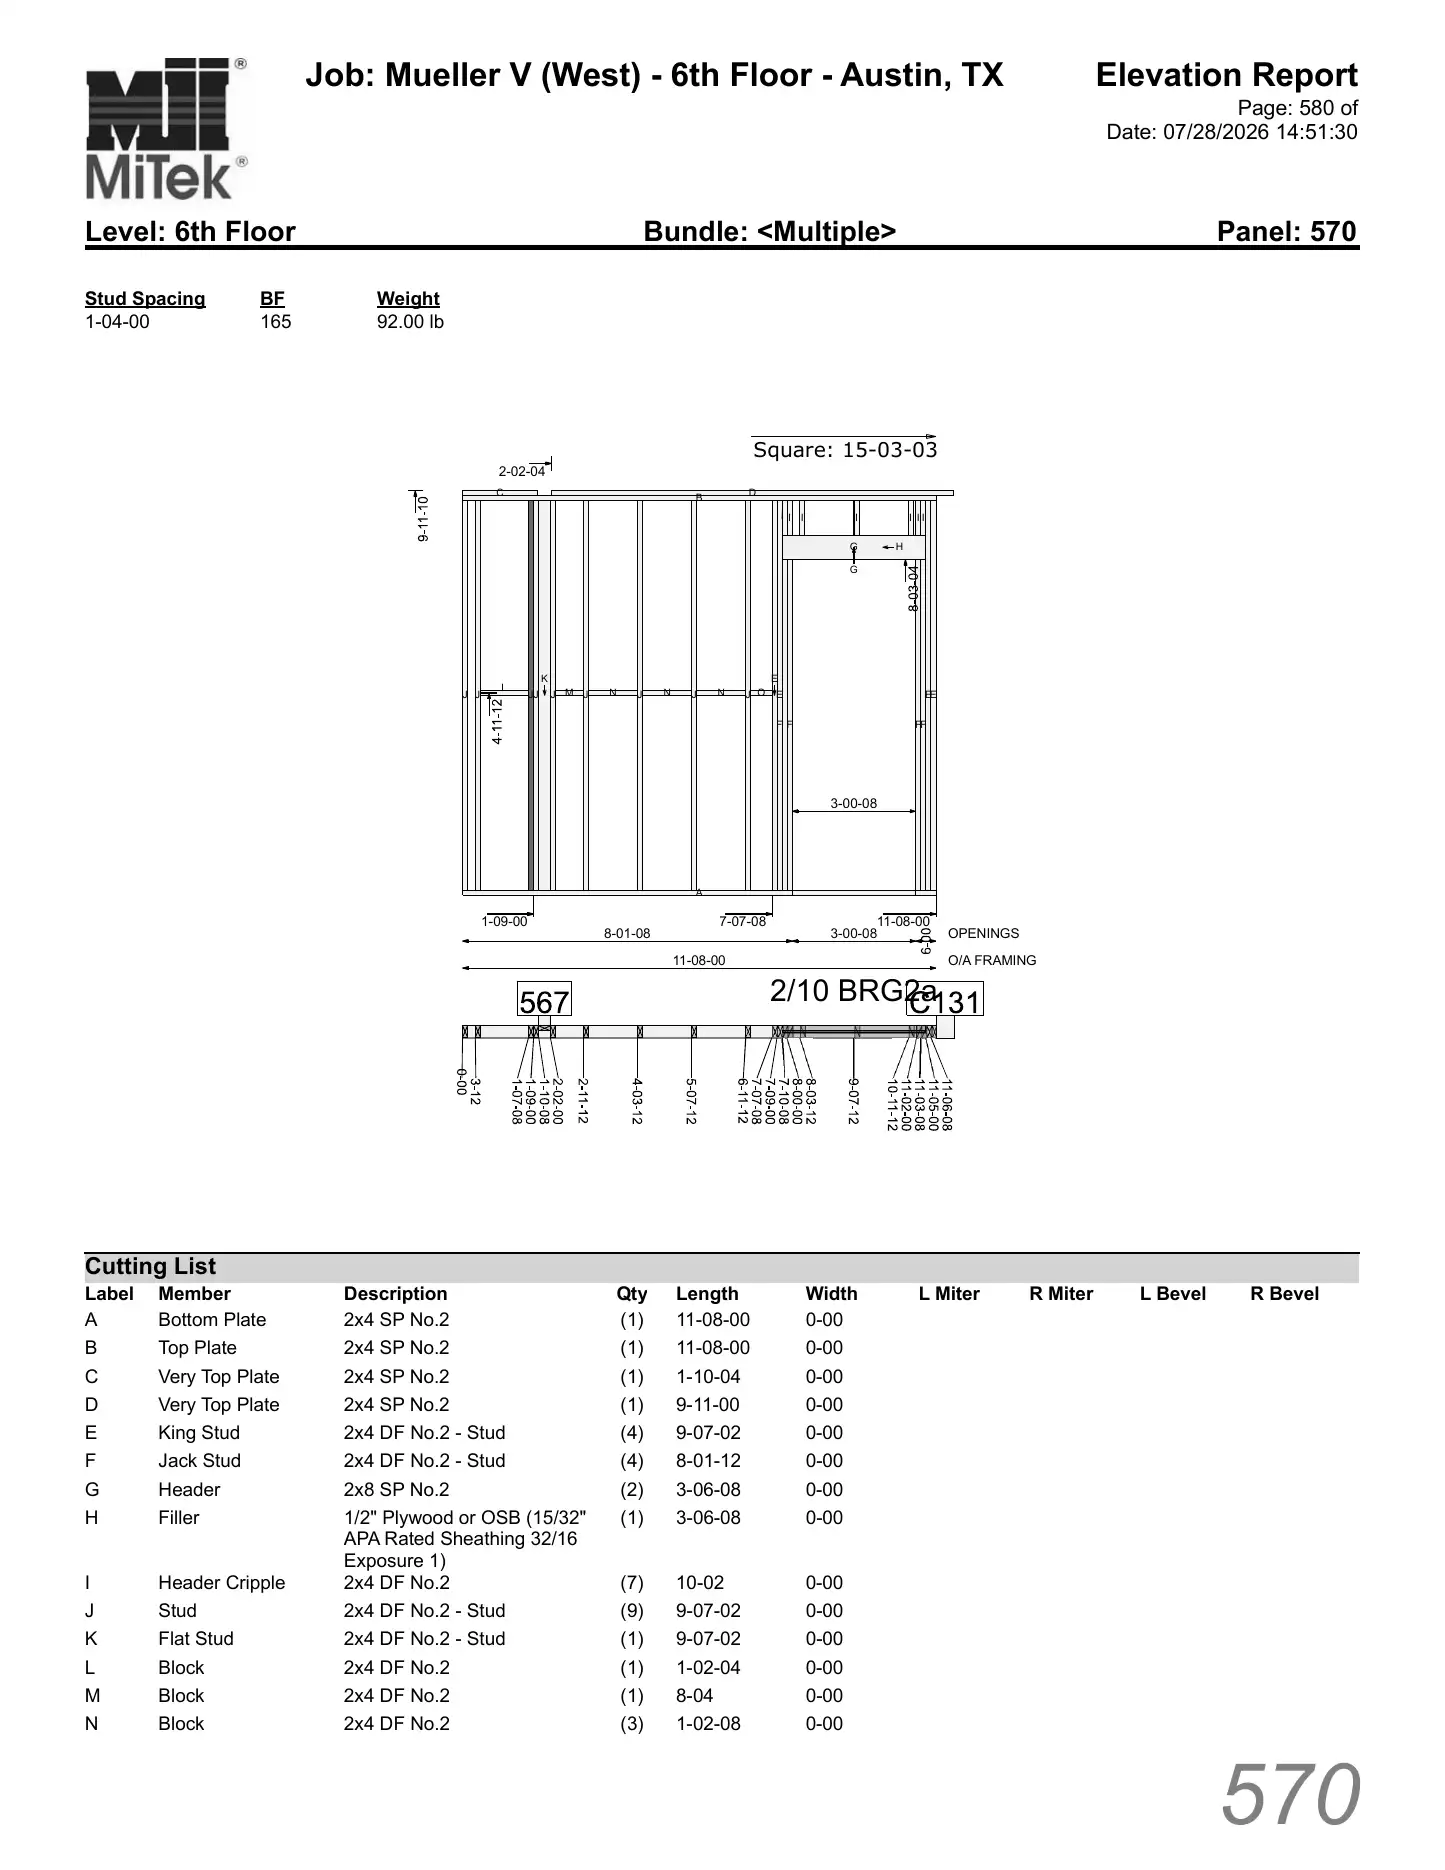 Job: Mueller V (West) - 6th Floor - Austin, TX
Elevation Report
Page: 580 of
Date: 07/28/2026 14:51:30
MiTek
Level: 6th Floor Bundle: <Multiple> Panel: 570
Stud Spacing BF Weight
1-04-00 165 92.00 lb
Square: 15-03-03
2-02-04
C B D
9-11-10
I I I I I I
G H
G
8-03-04
K E
J J I J J J M J N N J N J O E E E
4-11-12
F F F F
3-00-08
A
1-09-00 7-07-08 11-08-00
8-01-08 3-00-08 6-00 OPENINGS
11-08-00 O/A FRAMING
567 2/10 BRG2a C131
0-00 3-12 1-07-08 1-09-00 1-10-08 2-02-00 2-11-12 4-03-12 5-07-12 6-11-12 7-07-08 7-09-00 7-10-08 8-00-00 8-03-12 9-07-12 10-11-12 11-02-00 11-03-08 11-05-00 11-06-08
Cutting List
Label Member Description Qty Length Width L Miter R Miter L Bevel R Bevel
A Bottom Plate 2x4 SP No.2 (1) 11-08-00 0-00
B Top Plate 2x4 SP No.2 (1) 11-08-00 0-00
C Very Top Plate 2x4 SP No.2 (1) 1-10-04 0-00
D Very Top Plate 2x4 SP No.2 (1) 9-11-00 0-00
E King Stud 2x4 DF No.2 - Stud (4) 9-07-02 0-00
F Jack Stud 2x4 DF No.2 - Stud (4) 8-01-12 0-00
G Header 2x8 SP No.2 (2) 3-06-08 0-00
H Filler 1/2" Plywood or OSB (15/32" (1) 3-06-08 0-00
APA Rated Sheathing 32/16
Exposure 1)
I Header Cripple 2x4 DF No.2 (7) 10-02 0-00
J Stud 2x4 DF No.2 - Stud (9) 9-07-02 0-00
K Flat Stud 2x4 DF No.2 - Stud (1) 9-07-02 0-00
L Block 2x4 DF No.2 (1) 1-02-04 0-00
M Block 2x4 DF No.2 (1) 8-04 0-00
N Block 2x4 DF No.2 (3) 1-02-08 0-00
570